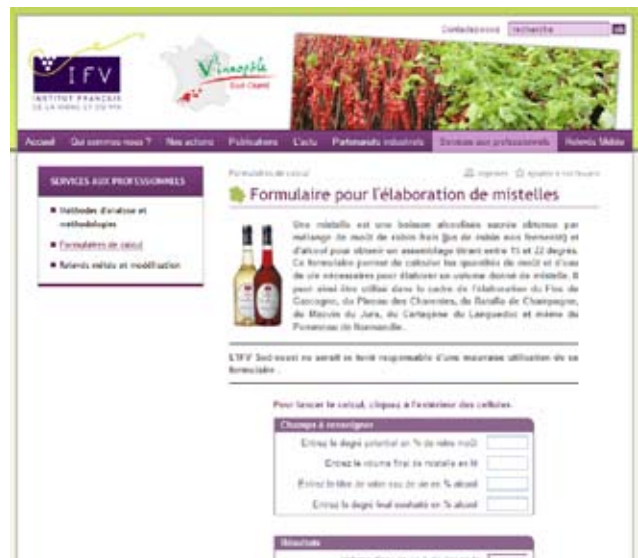 Contactez-nous
recherche
ok
IFV
INSTITUT FRANÇAIS
DE LA VIGNE ET DU VIN
Vinnopôle
Sud-Ouest
Accueil Qui sommes-nous ? Nos actions Publications L'actu Partenariats industriels Services aux professionnels Relevés Météo
SERVICES AUX PROFESSIONNELS
Méthodes d'analyse et
méthodologies
Formulaires de calcul
Relevés météo et modélisation
Formulaires de calcul
Imprimer Ajouter à vos favoris
Formulaire pour l'élaboration de mistelles
Une mistelle est une boisson alcoolisée sucrée obtenue par
mélange de moût de raisin frais (jus de raisin non fermenté) et
d'alcool pour obtenir un assemblage titrant entre 15 et 22 degrés.
Ce formulaire permet de calculer les quantités de moût et d'eau
de vie nécessaires pour élaborer un volume donné de mistelle. Il
peut ainsi être utilisé dans le cadre de l'élaboration du Floc de
Gascogne, du Pineau des Charentes, du Ratafia de Champagne,
du Macvin du Jura, du Cartagène du Languedoc et même du
Pommeau de Normandie.
L'IFV Sud-ouest ne serait se tenir responsable d'une mauvaise utilisation de ce
formulaire .
Pour lancer le calcul, cliquez à l'extérieur des cellules.
Champs à renseigner
Entrez le degré potentiel en % de votre moût
Entrez le volume final de mistelle en hl
Entrez le titre de votre eau de vie en % alcool
Entrez le degré final souhaité en % alcool
Résultats